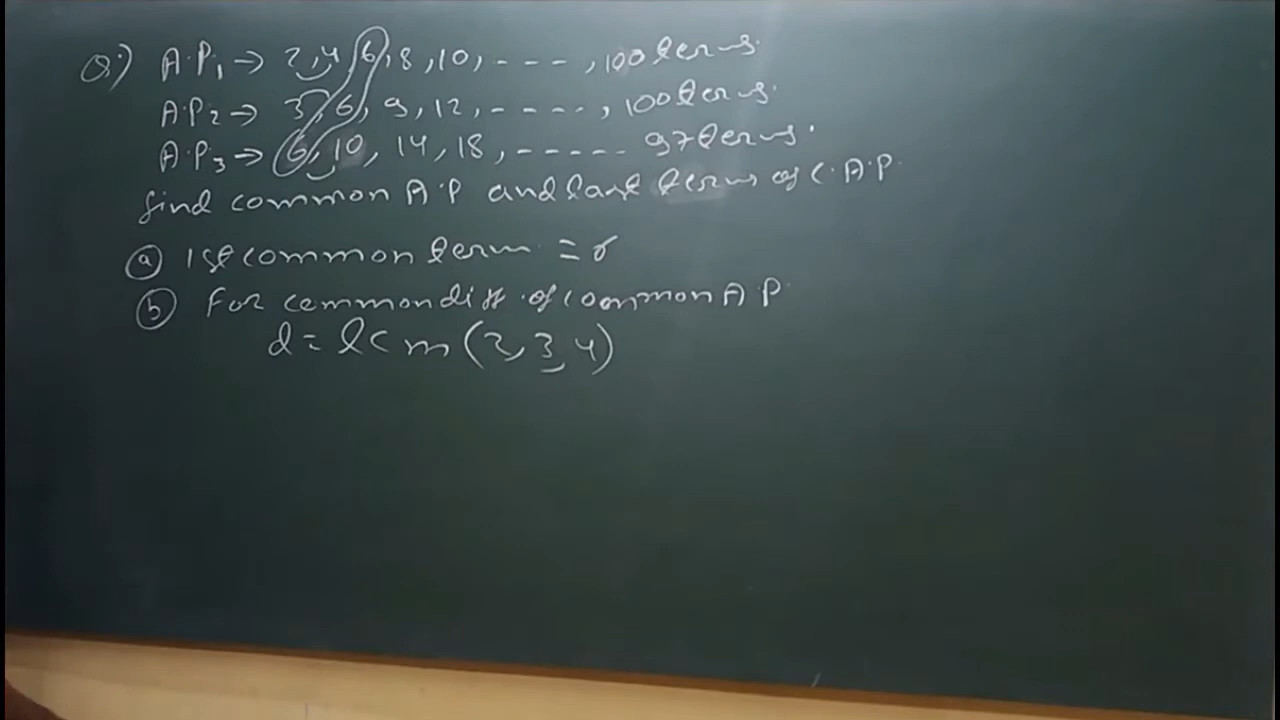 Q:) A.P₁ → 2, 4, 6, 8, 10, - - - - , 100 terms.
A.P₂ → 3, 6, 9, 12, - - - - - , 100 terms.
A.P₃ → 6, 10, 14, 18, - - - - - 97 terms.
find common A.P and last term of C.A.P.
(a) 1st common term = 6
(b) For common diff. of common A.P.
d = lcm (2, 3, 4)